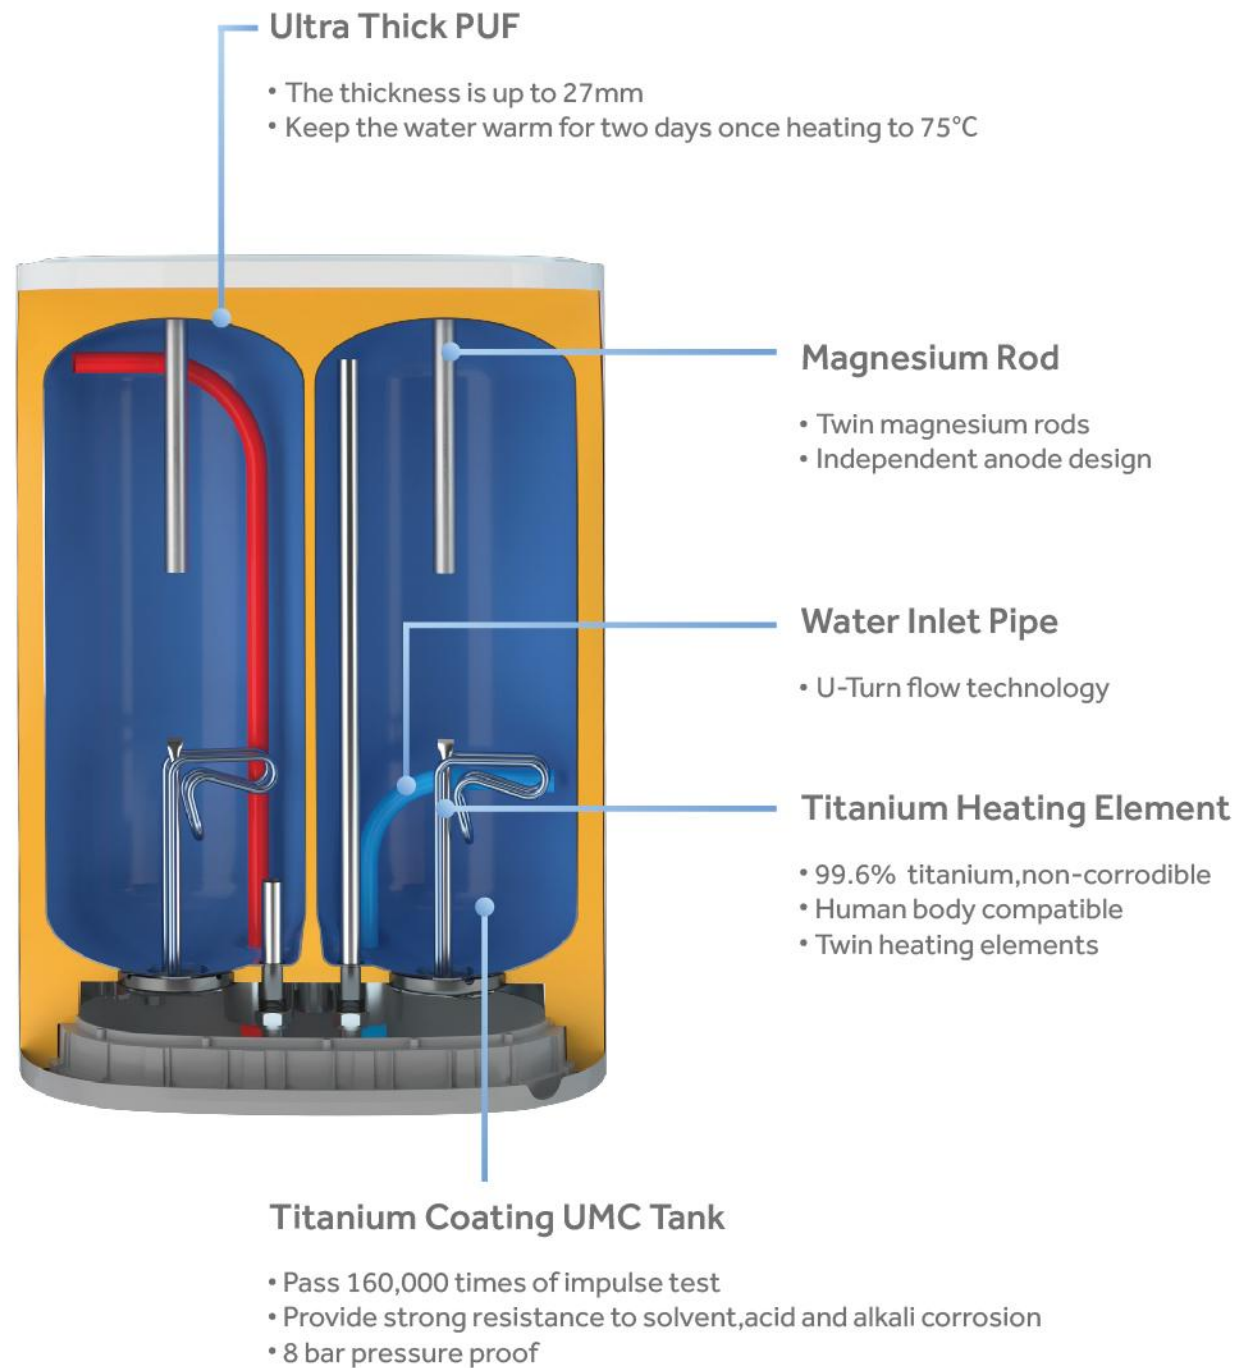 Ultra Thick PUF
• The thickness is up to 27mm
• Keep the water warm for two days once heating to 75℃
Magnesium Rod
• Twin magnesium rods
• Independent anode design
Water Inlet Pipe
• U-Turn flow technology
Titanium Heating Element
• 99.6% titanium,non-corrodible
• Human body compatible
• Twin heating elements
Titanium Coating UMC Tank
• Pass 160,000 times of impulse test
• Provide strong resistance to solvent,acid and alkali corrosion
• 8 bar pressure proof